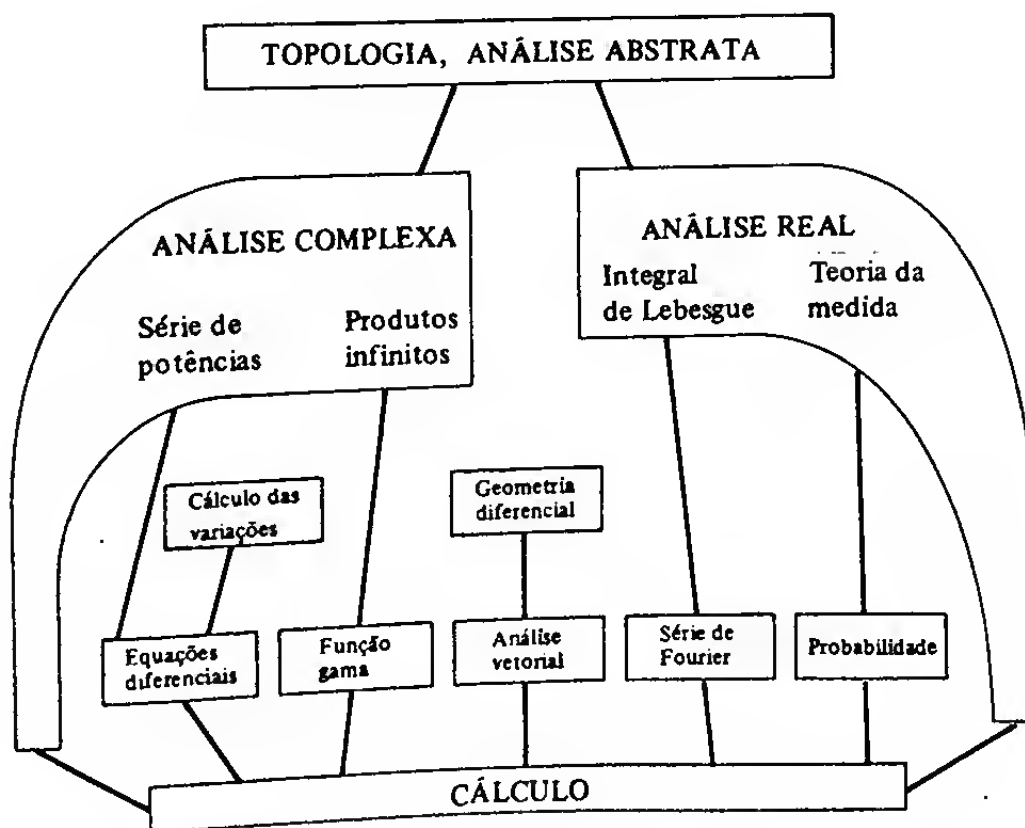 TOPOLOGIA, ANÁLISE ABSTRATA
ANÁLISE COMPLEXA
Série de
potências
Produtos
infinitos
ANÁLISE REAL
Integral
de Lebesgue
Teoria da
medida
Cálculo das
variações
Geometria
diferencial
Equações
diferenciais
Função
gama
Análise
vetorial
Série de
Fourier
Probabilidade
CÁLCULO